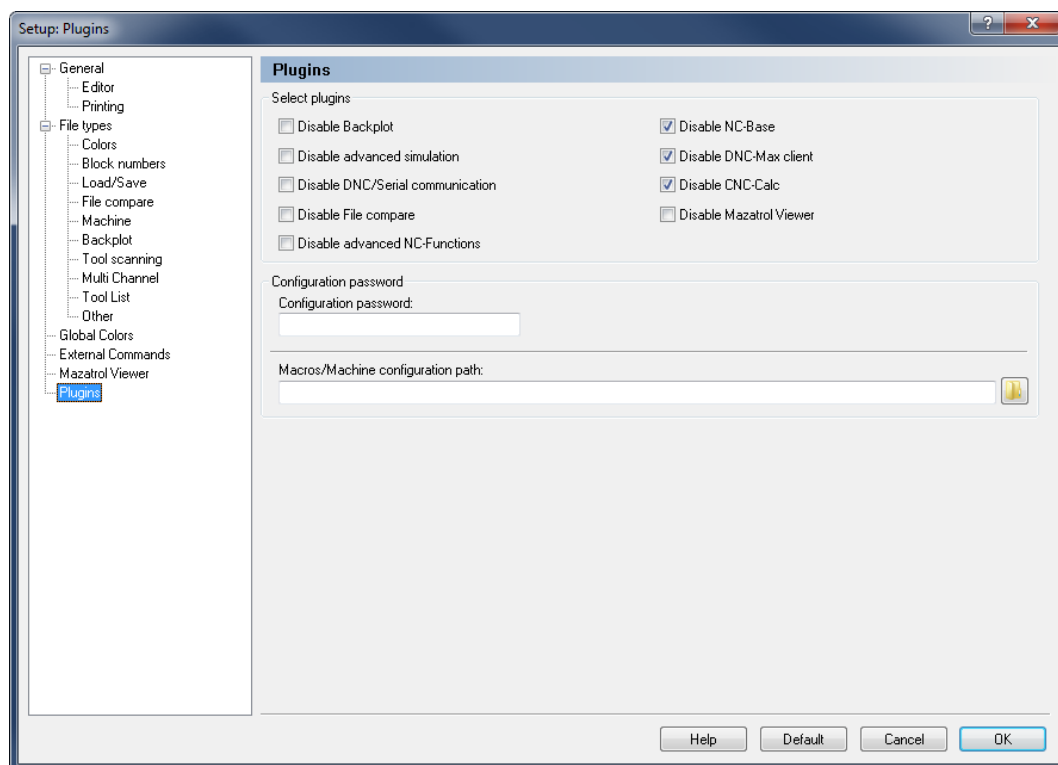 Setup: Plugins
General
Editor
Printing
File types
Colors
Block numbers
Load/Save
File compare
Machine
Backplot
Tool scanning
Multi Channel
Tool List
Other
Global Colors
External Commands
Mazatrol Viewer
Plugins
Plugins
Select plugins
Disable Backplot
Disable NC-Base
Disable advanced simulation
Disable DNC-Max client
Disable DNC/Serial communication
Disable CNC-Calc
Disable File compare
Disable Mazatrol Viewer
Disable advanced NC-Functions
Configuration password
Configuration password:
Macros/Machine configuration path:
Help Default Cancel OK